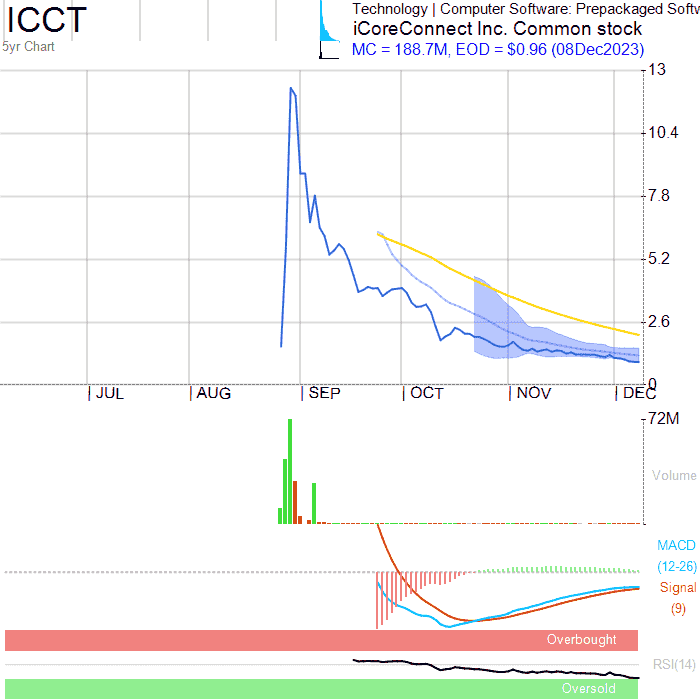 ICCT
5yr Chart
Technology | Computer Software: Prepackaged Softw
iCoreConnect Inc. Common stock
MC = 188.7M, EOD = $0.96 (08Dec2023)
13
10.4
7.8
5.2
2.6
0
JUL AUG SEP OCT NOV DEC
72M
Volume
MACD
(12-26)
Signal
(9)
Overbought
RSI(14)
Oversold